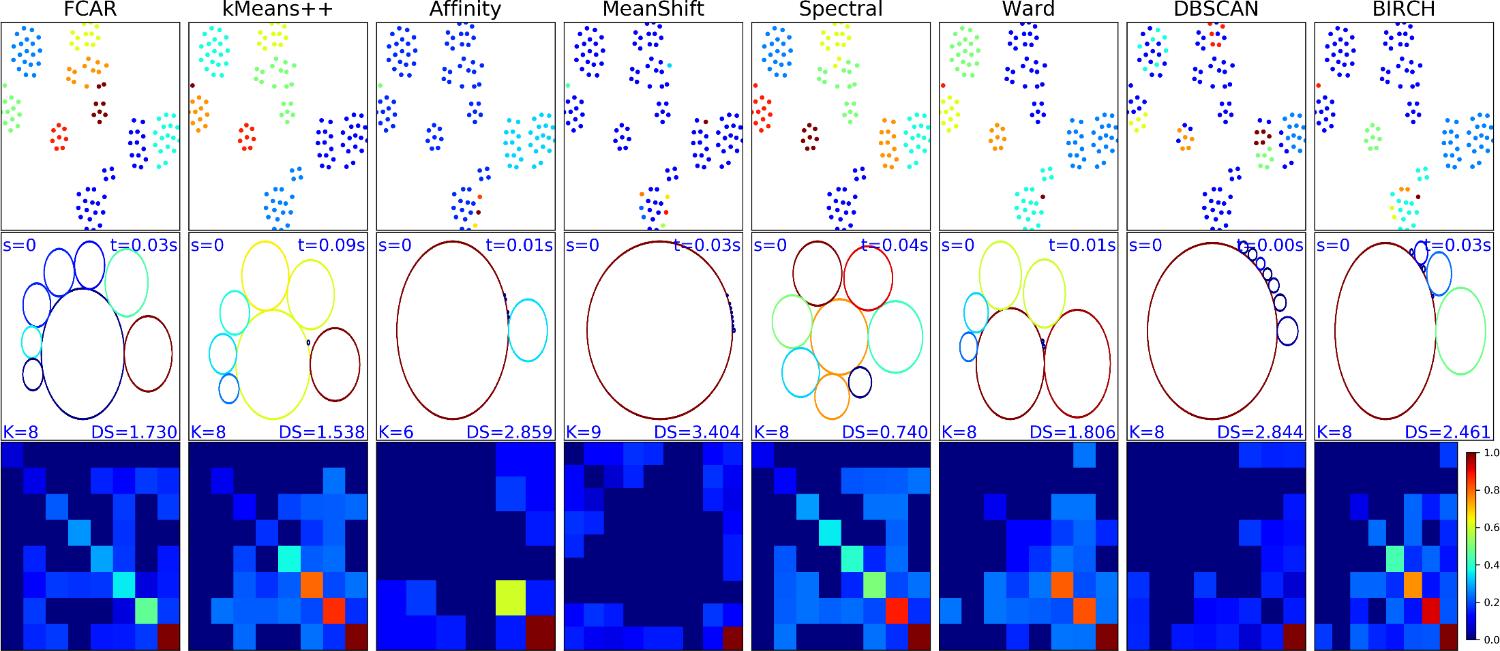 FCAR kMeans++ Affinity MeanShift Spectral Ward DBSCAN BIRCH
s=0 t=0.03s s=0 t=0.09s s=0 t=0.01s s=0 t=0.03s s=0 t=0.04s s=0 t=0.01s s=0 t=0.00s s=0 t=0.03s
K=8 DS=1.730 K=8 DS=1.538 K=6 DS=2.859 K=9 DS=3.404 K=8 DS=0.740 K=8 DS=1.806 K=8 DS=2.844 K=8 DS=2.461
1.0
0.8
0.6
0.4
0.2
0.0